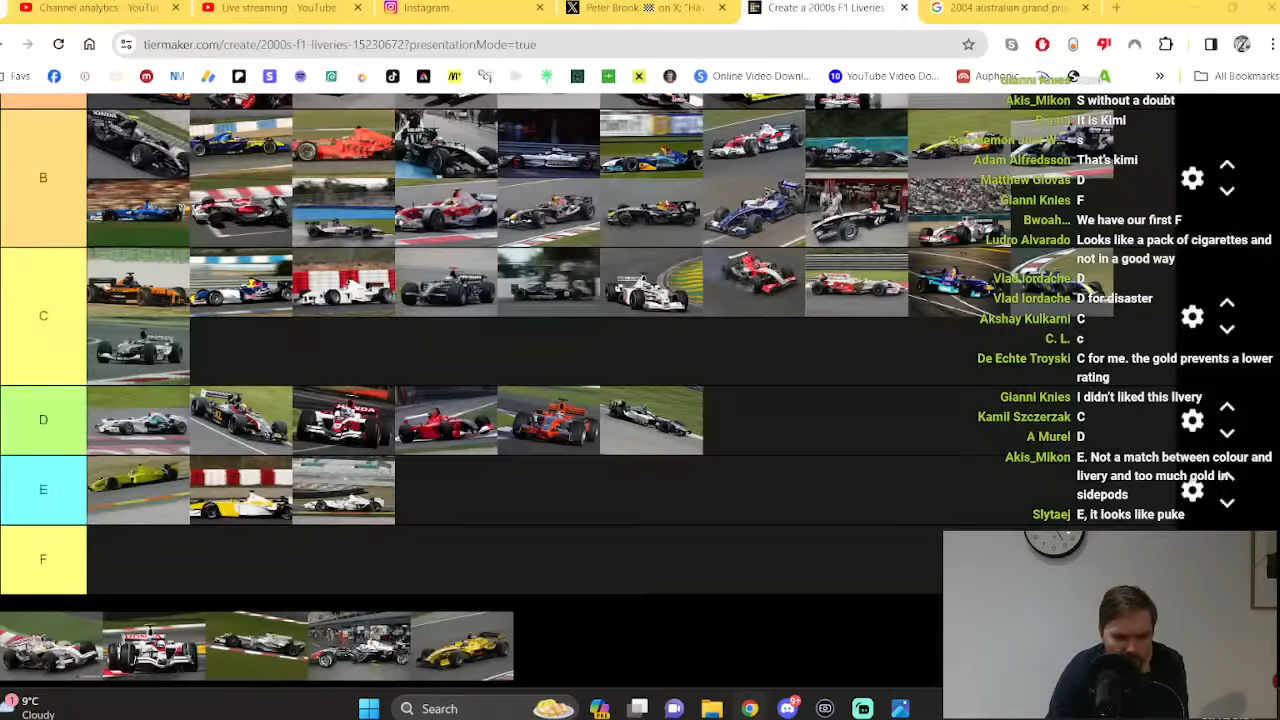 Channel analytics - YouTu
Live streaming - YouTube
Instagram
Peter Brook 🏁 on X: "Ha
Create a 2000s F1 Liveries
2004 australian grand pri
tiermaker.com/create/2000s-f1-liveries-15230672?presentationMode=true
Favs
Online Video Downl...
YouTube Video Do...
Auphonic
All Bookmarks
Gianni Knies
Akis_Mikon S without a doubt
It is Kimi
s
Adam Alfredsson That's kimi
B
Matthew Glovas D
Gianni Knies F
Bwoah... We have our first F
Ludro Alvarado Looks like a pack of cigarettes and
not in a good way
Vlad Iordache D
Vlad Iordache D for disaster
C
Akshay Kulkarni C
C. L. c
De Echte Troyski C for me. the gold prevents a lower
rating
Gianni Knies I didn't liked this livery
D
Kamil Szczerzak C
A Murel D
Akis_Mikon E. Not a match between colour and
livery and too much gold in
sidepods
E
Slytaej E, it looks like puke
F
9°C
Cloudy
Search